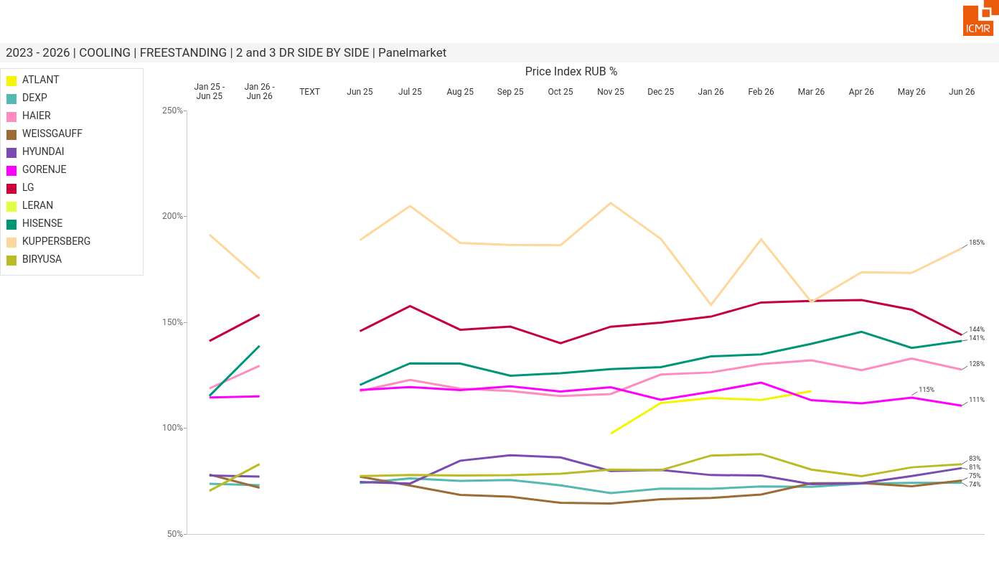 ICMR
2023 - 2026 | COOLING | FREESTANDING | 2 and 3 DR SIDE BY SIDE | Panelmarket
ATLANT
DEXP
HAIER
WEISSGAUFF
HYUNDAI
GORENJE
LG
LERAN
HISENSE
KUPPERSBERG
BIRYUSA
Price Index RUB %
Jan 25 -
Jun 25
Jan 26 -
Jun 26
TEXT
Jun 25
Jul 25
Aug 25
Sep 25
Oct 25
Nov 25
Dec 25
Jan 26
Feb 26
Mar 26
Apr 26
May 26
Jun 26
250%
200%
150%
100%
50%
185%
144%
141%
128%
115%
111%
83%
81%
75%
74%